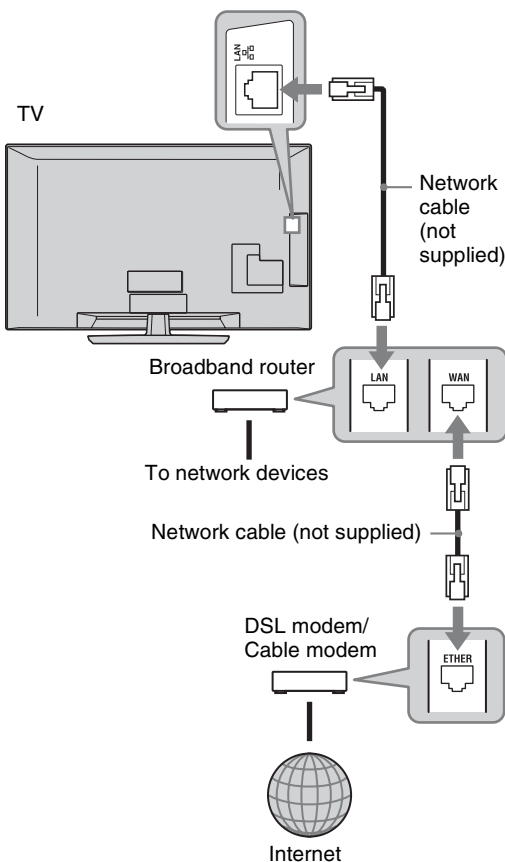 LAN
TV
Network
cable
(not
supplied)
Broadband router
LAN
WAN
To network devices
Network cable (not supplied)
DSL modem/
Cable modem
ETHER
Internet